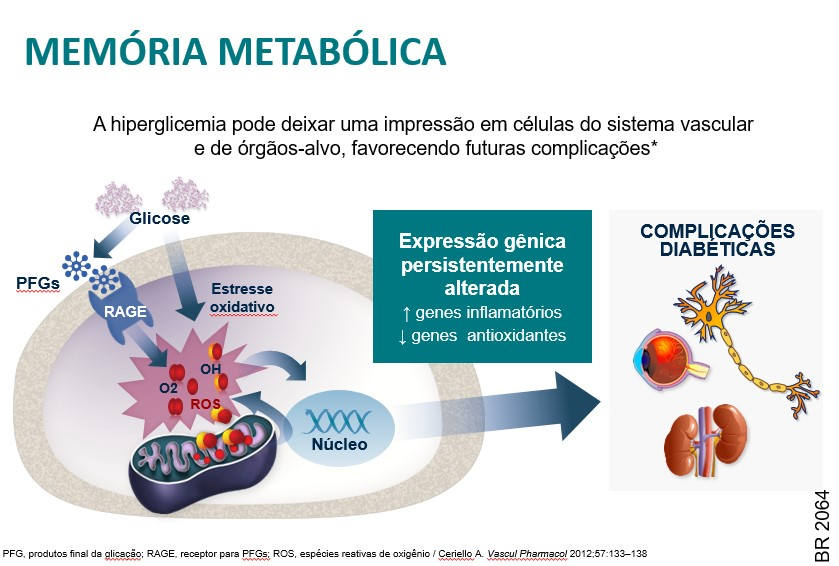 MEMÓRIA METABÓLICA
A hiperglicemia pode deixar uma impressão em células do sistema vascular
e de órgãos-alvo, favorecendo futuras complicações*
Glicose
PFGs
RAGE
Estresse
oxidativo
O2
OH
ROS
Núcleo
Expressão gênica
persistentemente
alterada
↑ genes inflamatórios
↓ genes antioxidantes
COMPLICAÇÕES
DIABÉTICAS
BR 2064
PFG, produtos final da glicação; RAGE, receptor para PFGs; ROS, espécies reativas de oxigênio / Ceriello A. Vascul Pharmacol 2012;57:133–138